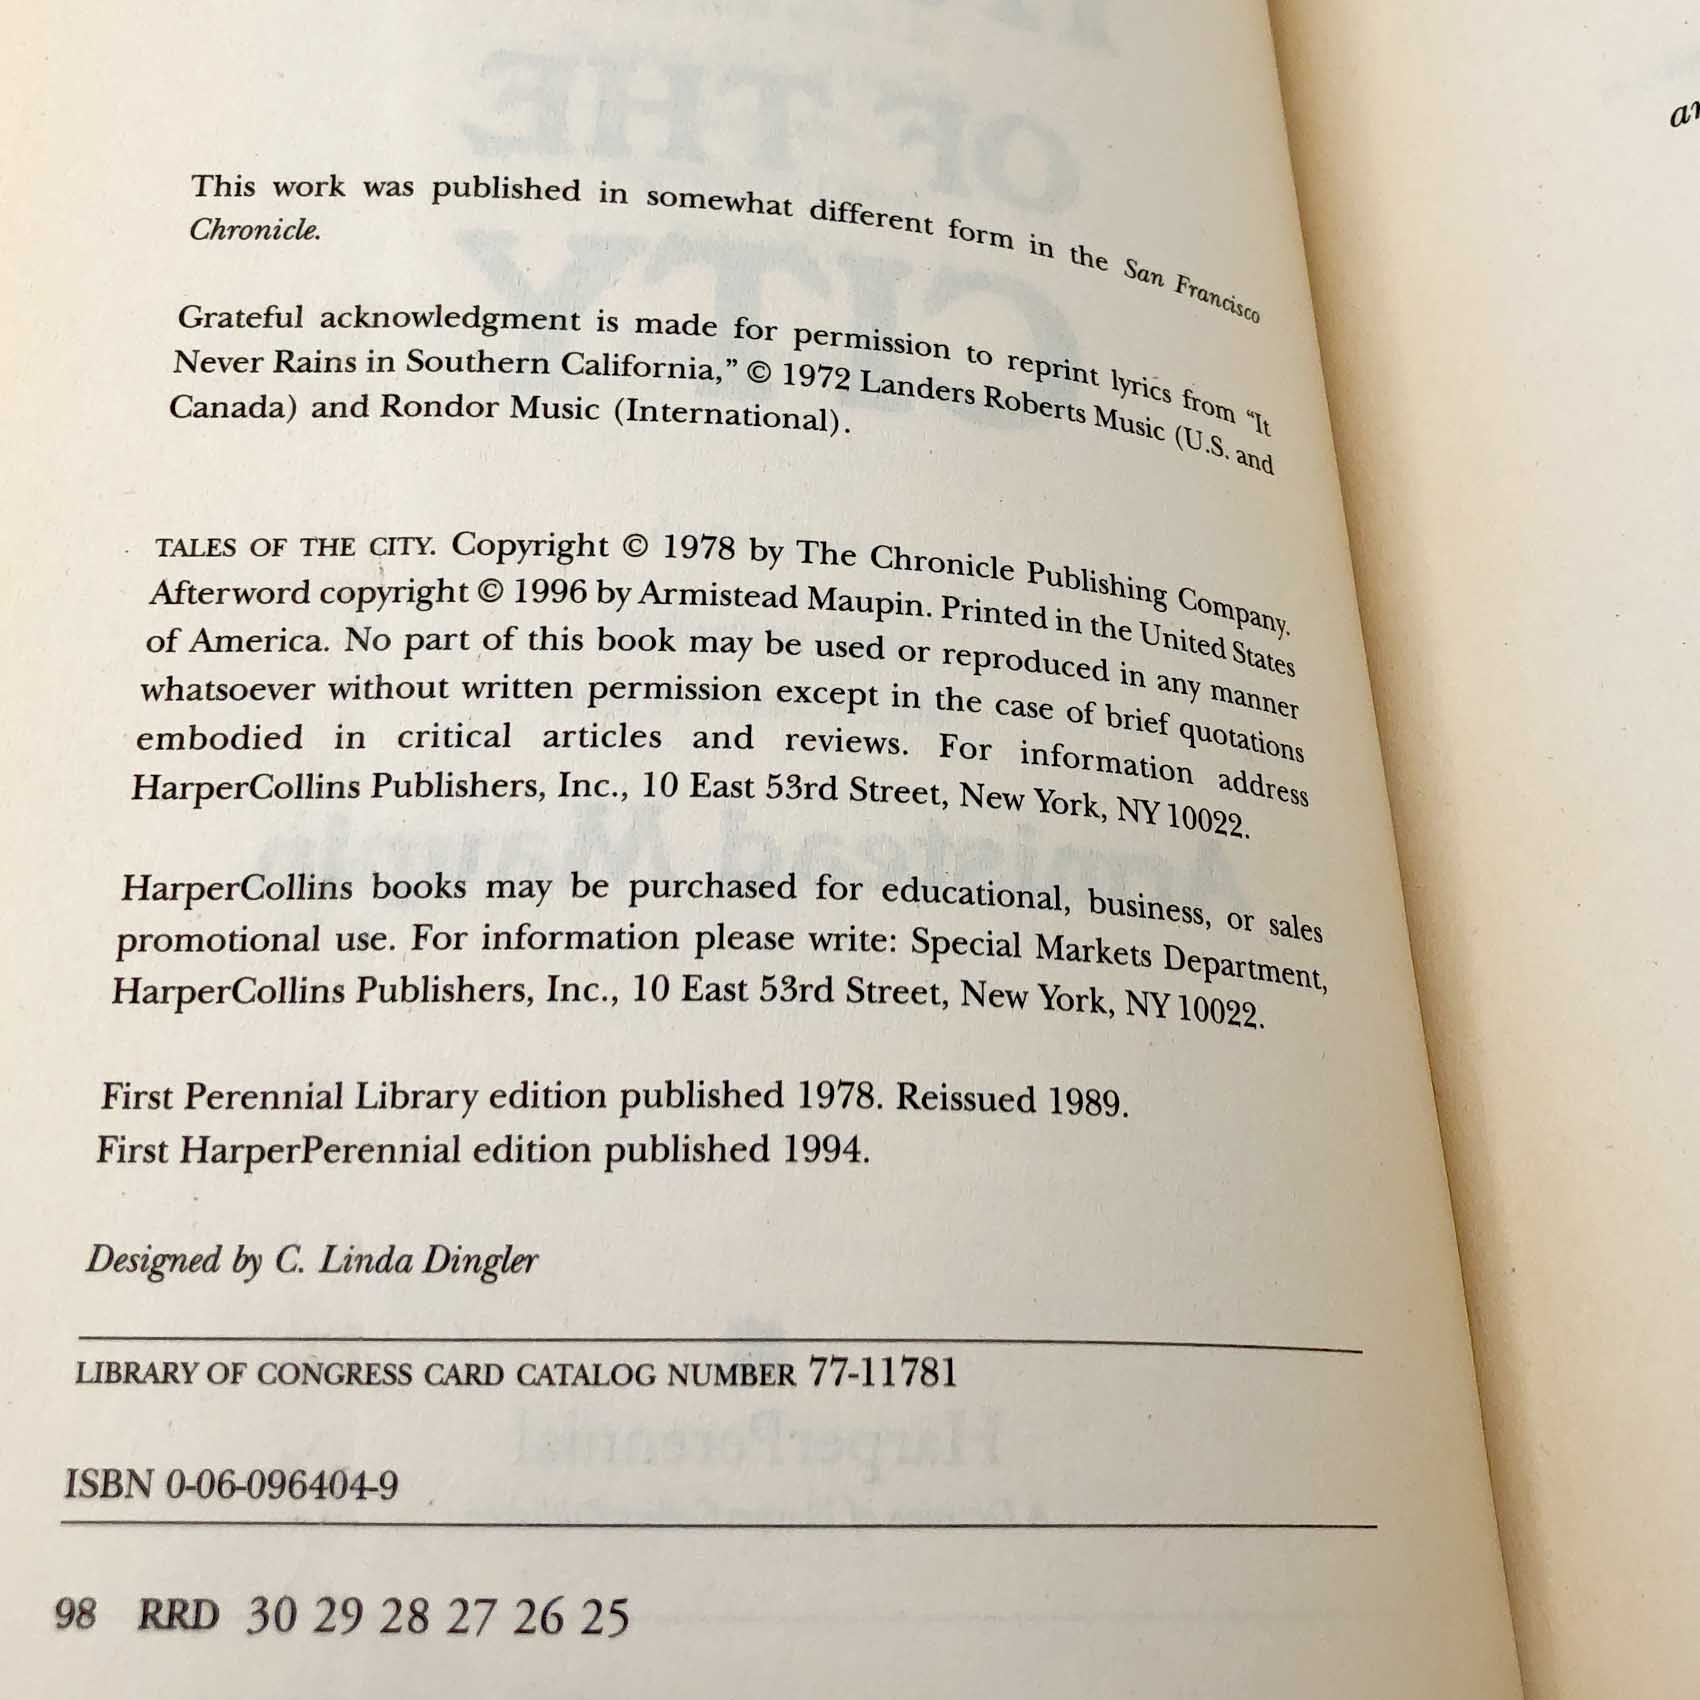 This work was published in somewhat different form in the San Francisco
Chronicle.
Grateful acknowledgment is made for permission to reprint lyrics from “It
Never Rains in Southern California,” © 1972 Landers Roberts Music (U.S. and
Canada) and Rondor Music (International).
TALES OF THE CITY. Copyright © 1978 by The Chronicle Publishing Company.
Afterword copyright © 1996 by Armistead Maupin. Printed in the United States
of America. No part of this book may be used or reproduced in any manner
whatsoever without written permission except in the case of brief quotations
embodied in critical articles and reviews. For information address
HarperCollins Publishers, Inc., 10 East 53rd Street, New York, NY 10022.
HarperCollins books may be purchased for educational, business, or sales
promotional use. For information please write: Special Markets Department,
HarperCollins Publishers, Inc., 10 East 53rd Street, New York, NY 10022.
First Perennial Library edition published 1978. Reissued 1989.
First HarperPerennial edition published 1994.
Designed by C. Linda Dingler
LIBRARY OF CONGRESS CARD CATALOG NUMBER 77-11781
ISBN 0-06-096404-9
98 RRD 30 29 28 27 26 25